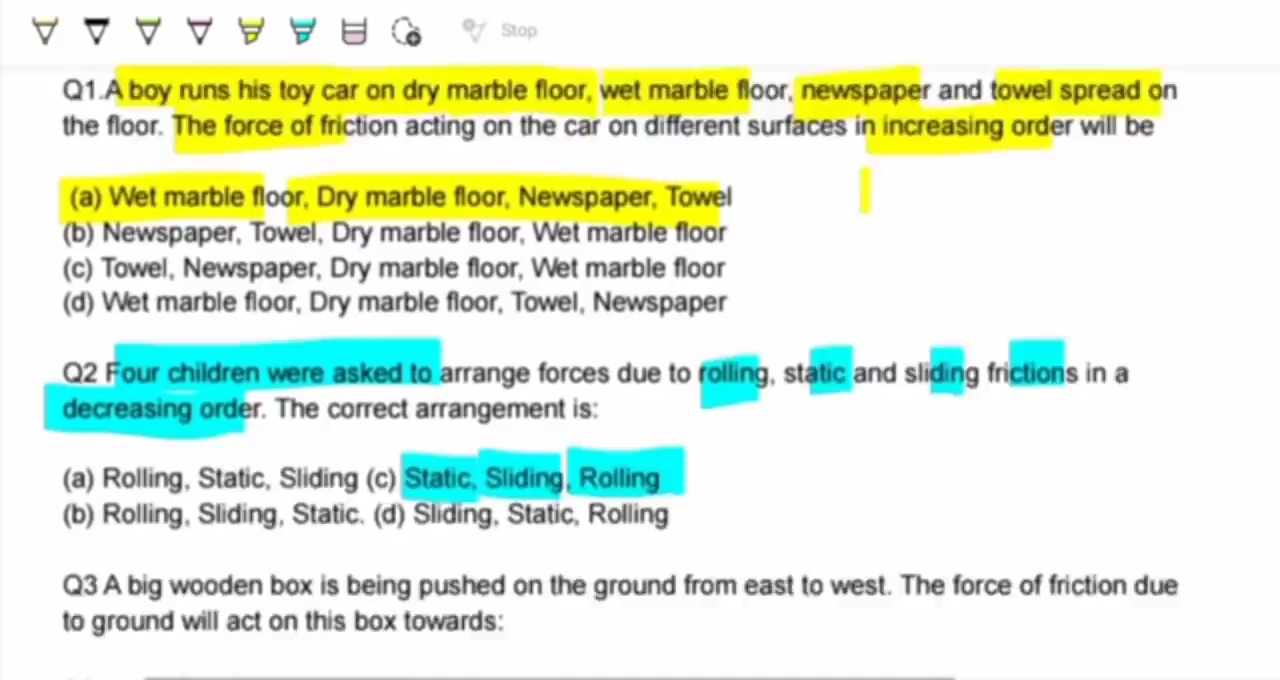 Stop
Q1.A boy runs his toy car on dry marble floor, wet marble floor, newspaper and towel spread on
the floor. The force of friction acting on the car on different surfaces in increasing order will be
(a) Wet marble floor, Dry marble floor, Newspaper, Towel
(b) Newspaper, Towel, Dry marble floor, Wet marble floor
(c) Towel, Newspaper, Dry marble floor, Wet marble floor
(d) Wet marble floor, Dry marble floor, Towel, Newspaper
Q2 Four children were asked to arrange forces due to rolling, static and sliding frictions in a
decreasing order. The correct arrangement is:
(a) Rolling, Static, Sliding (c) Static, Sliding, Rolling
(b) Rolling, Sliding, Static. (d) Sliding, Static, Rolling
Q3 A big wooden box is being pushed on the ground from east to west. The force of friction due
to ground will act on this box towards: